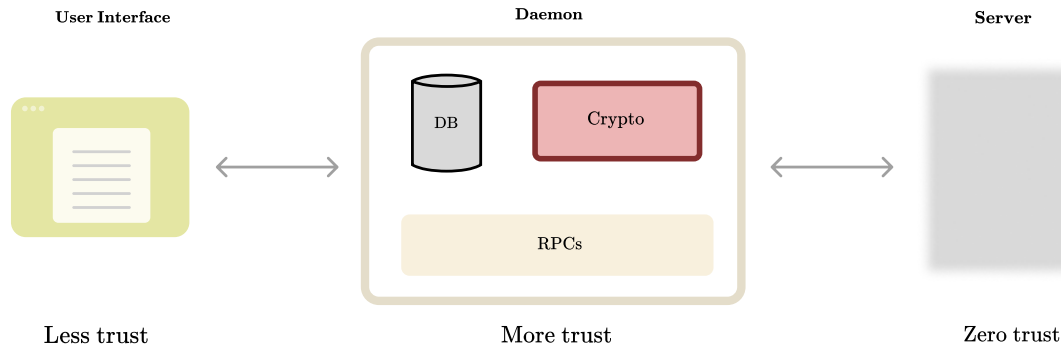 User Interface
Daemon
Server
DB
Crypto
RPCs
Less trust
More trust
Zero trust